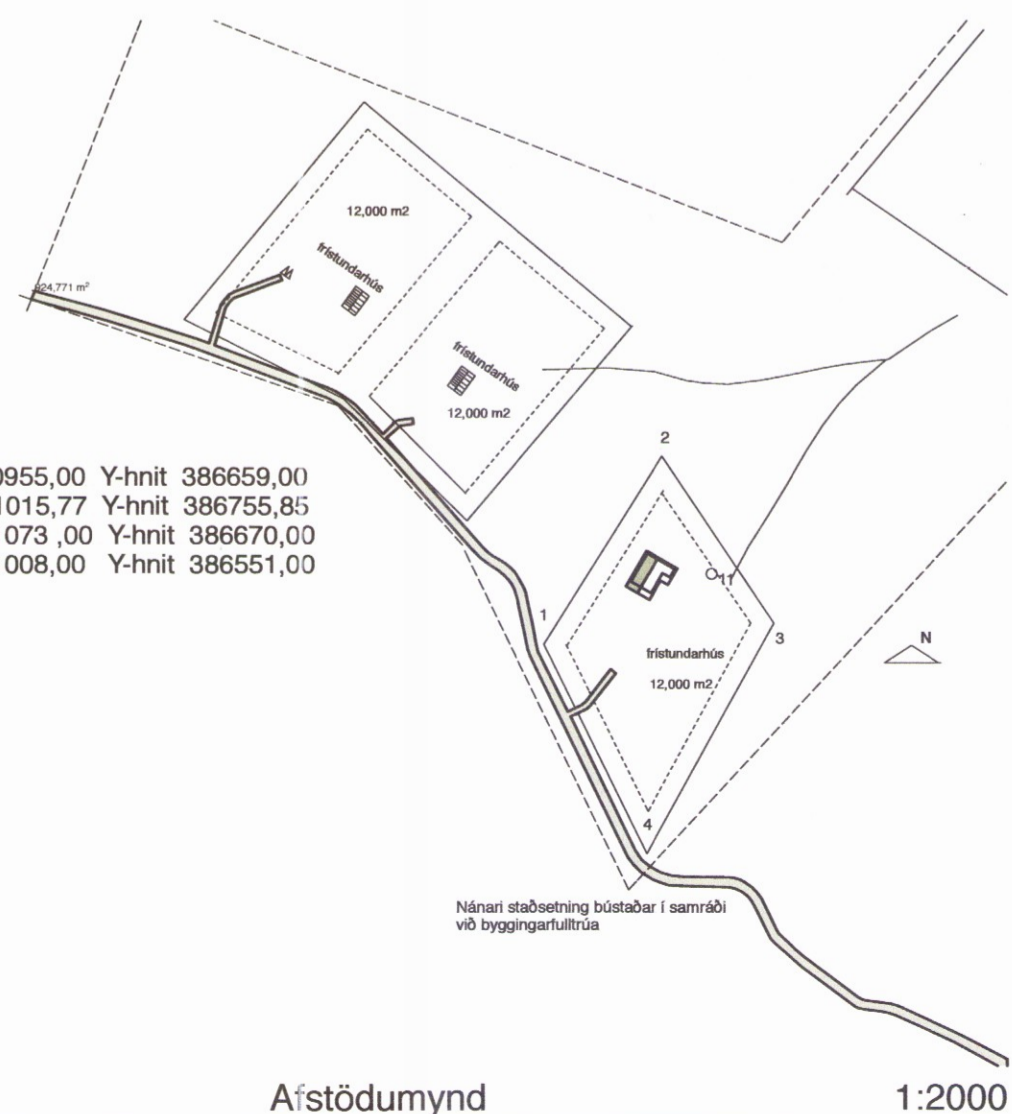 12,000 m2
frístundarhús
924,771 m²
frístundarhús
12,000 m2
0955,00 Y-hnit 386659,00
1015,77 Y-hnit 386755,85
073 ,00 Y-hnit 386670,00
008,00 Y-hnit 386551,00
2
11
1
3
N
frístundarhús
12,000 m2
4
Nánari staðsetning bústaðar í samráði
við byggingarfulltrúa
Afstödumynd 1:2000